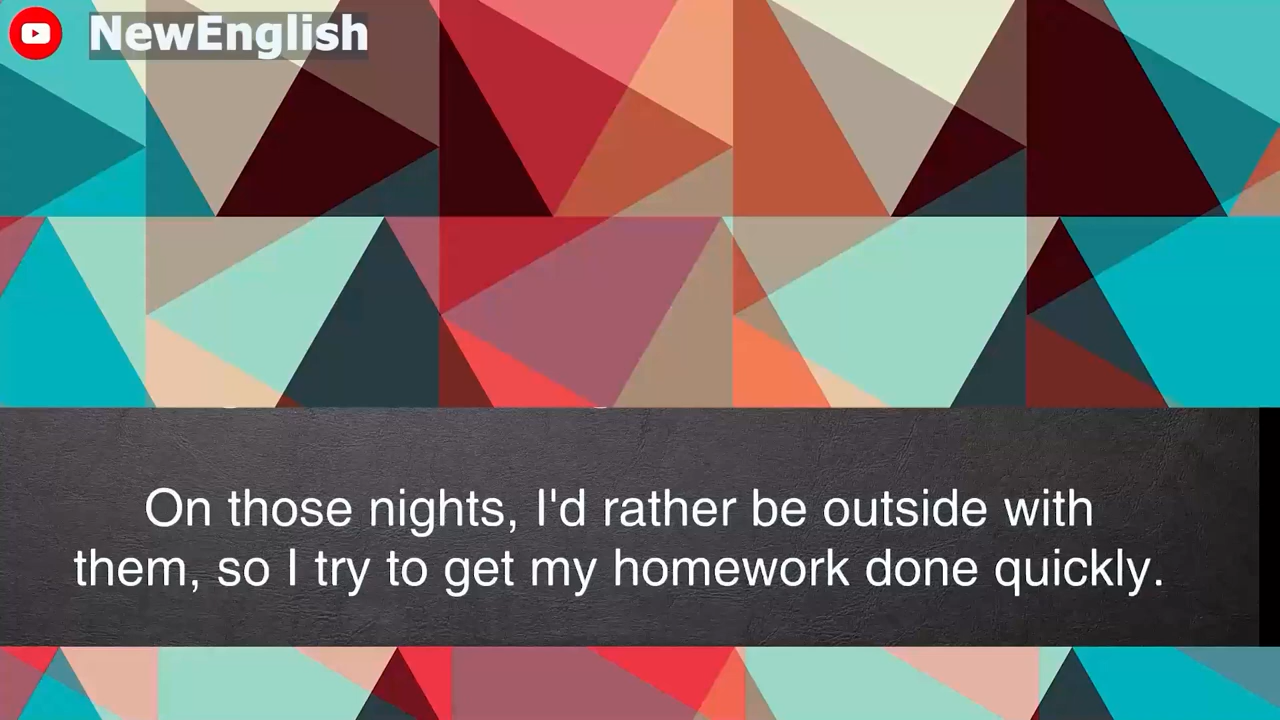 NewEnglish
On those nights, I'd rather be outside with
them, so I try to get my homework done quickly.